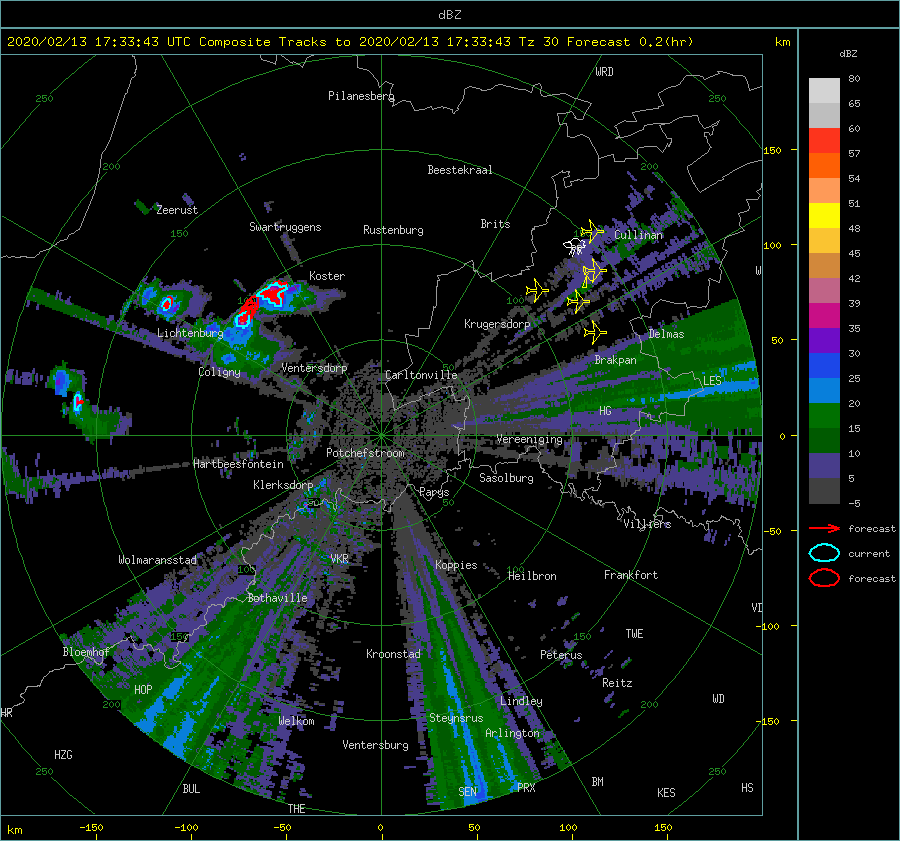 dBZ
2020/02/13 17:33:43 UTC Composite Tracks to 2020/02/13 17:33:43 Tz 30 Forecast 0.2(hr) km
dBZ
WRD
80
Pilanesberg
250
250
65
60
150
57
200
Beestekraal
200
54
Zeerust
51
Swartruggens
Brits
Rustenburg
150
Cullinan
48
100
45
Koster
W
42
100
100
39
Krugersdorp
Lichtenburg
Delmas
35
50
Brakpan
30
Coligny
Ventersdorp
Carltonville
LES
25
HG
20
15
Vereeniging
0
10
Potchefstroom
Hartbeesfontein
5
Klerksdorp
Sasolburg
Parys
-5
50
50
Villiers
forecast
-50
Wolmaransstad
VKR
current
Koppies
100
100
Heilbron
Frankfort
forecast
Bothaville
VD
-100
150
150
TWE
Bloemhof
Kroonstad
Peterus
HOP
Reitz
200
Lindley
200
WD
HR
Welkom
Steynsrus
-150
Arlington
HZG
Ventersburg
250
250
BUL
SEN
PRX
BM
KES
HS
THE
km
-150
-100
-50
0
50
100
150